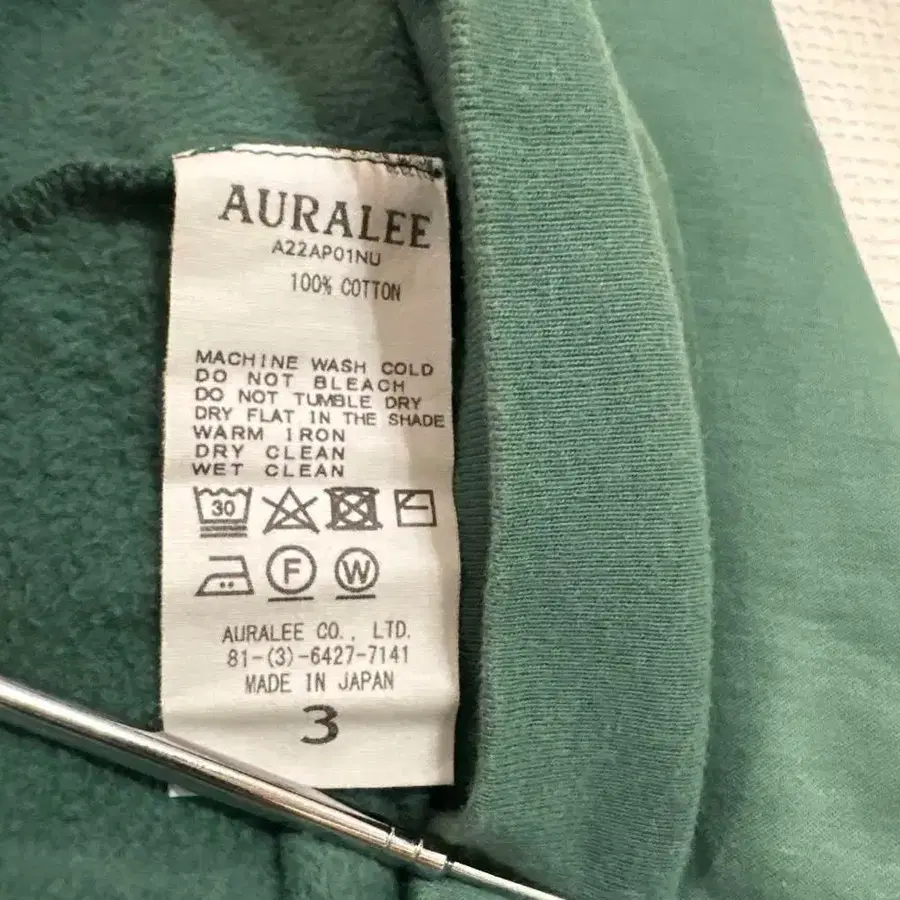 AURALEE
A22AP01NU
100% COTTON
MACHINE WASH COLD
DO NOT BLEACH
DO NOT TUMBLE DRY
DRY FLAT IN THE SHADE
WARM IRON
DRY CLEAN
WET CLEAN
30
F W
AURALEE CO., LTD.
81-(3)-6427-7141
MADE IN JAPAN
3